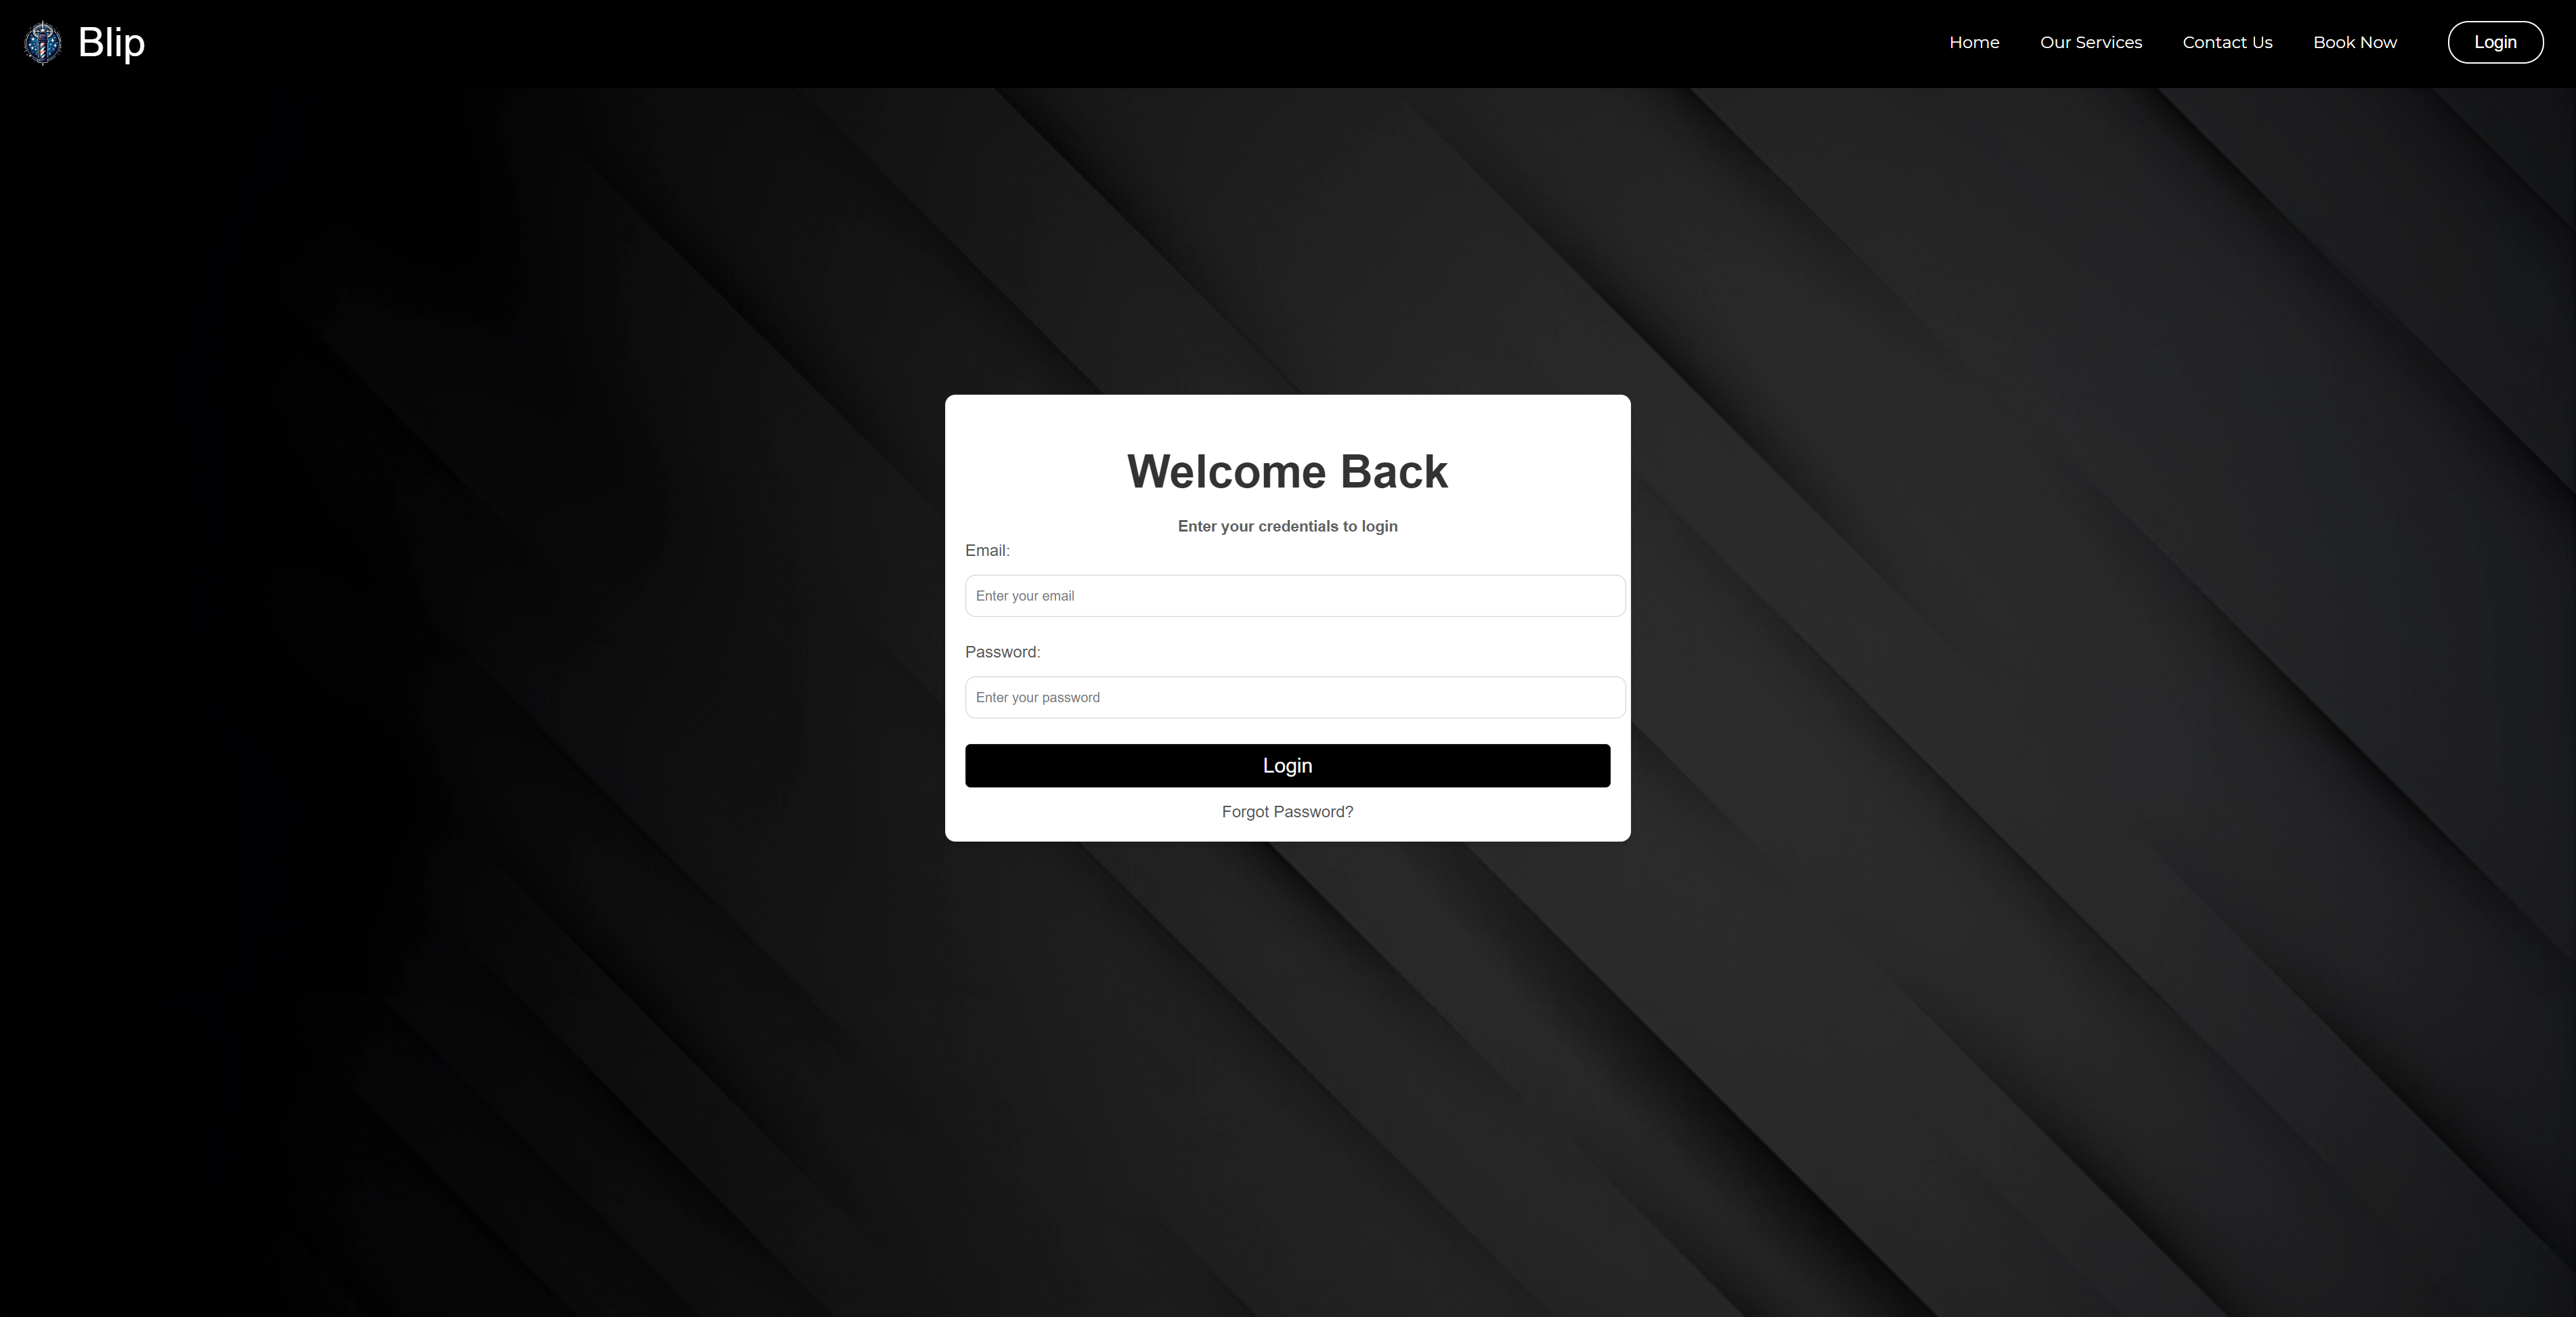 Blip
Home Our Services Contact Us Book Now Login
Welcome Back
Enter your credentials to login
Email:
Enter your email
Password:
Enter your password
Login
Forgot Password?